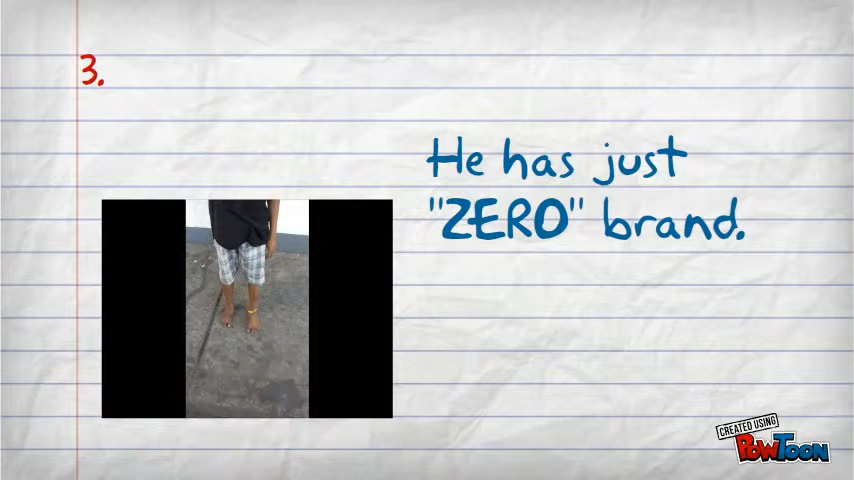 3.
He has just
"ZERO" brand.
CREATED USING
POWTOON